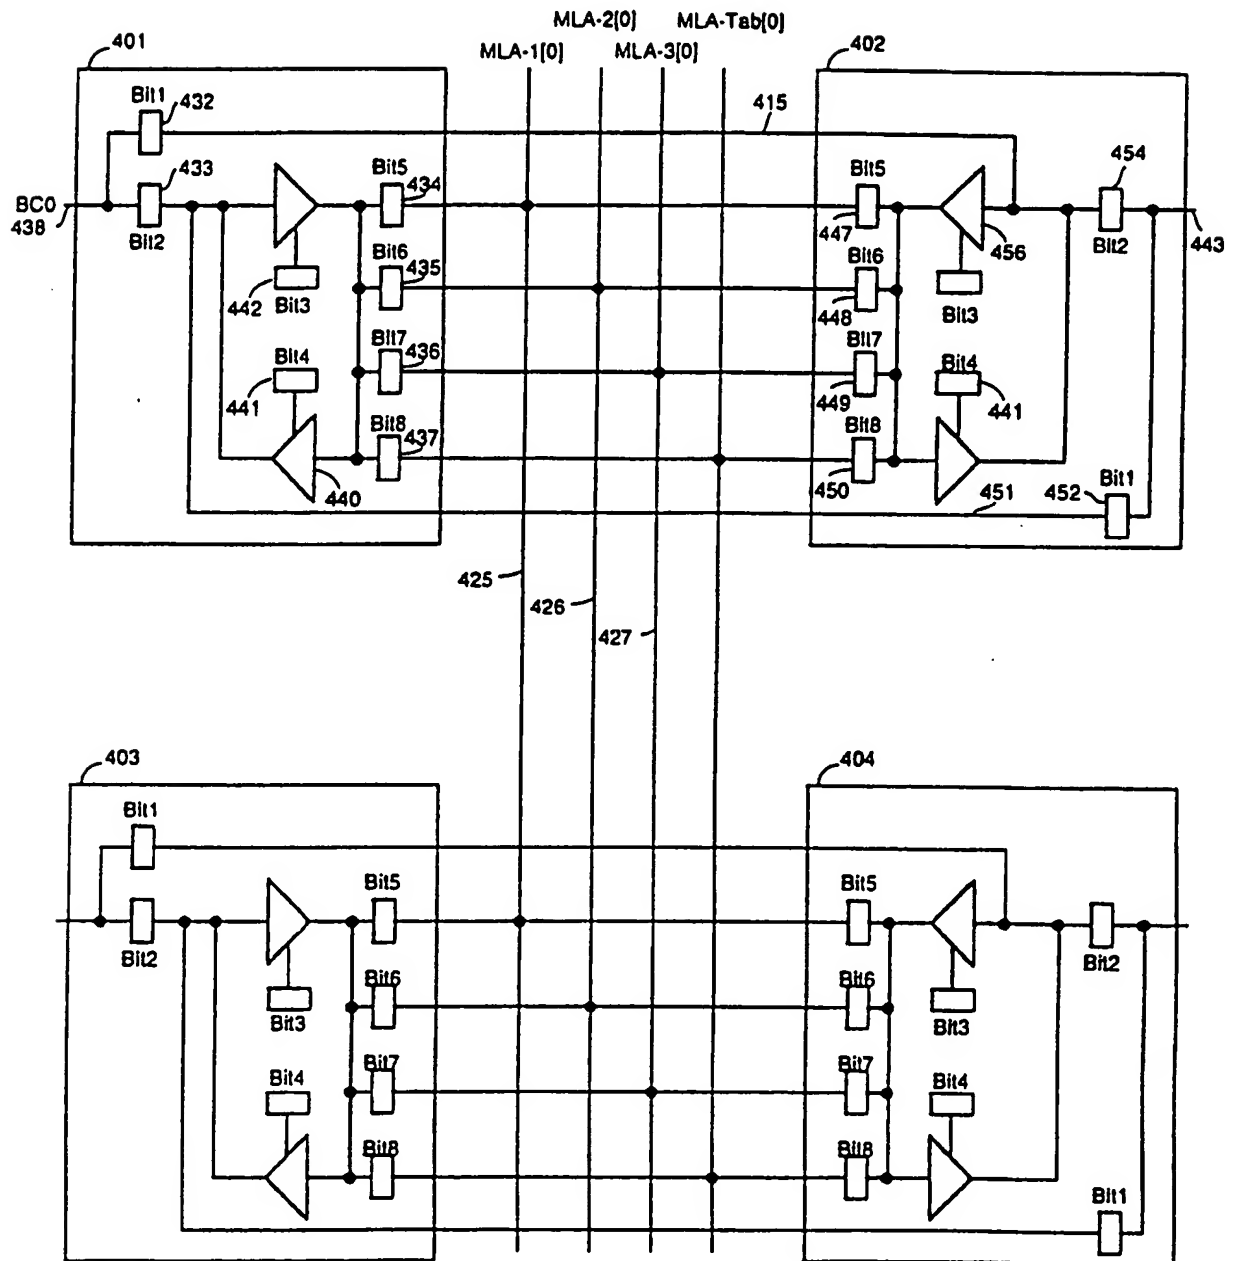 MLA-2[0] MLA-Tab[0]
MLA-1[0] MLA-3[0]
401
402
Bit1
432
415
433
Bit5
434
Bit5
454
BC0
438
Bit2
447
456
Bit2
443
Bit6
435
Bit6
442
Bit3
448
Bit3
Bit7
436
Bit7
Bit4
441
449
Bit4
441
Bit8
437
Bit8
440
450
451
452
Bit1
425
426
427
403
404
Bit1
Bit5
Bit5
Bit2
Bit2
Bit6
Bit6
Bit3
Bit3
Bit7
Bit7
Bit4
Bit4
Bit8
Bit8
Bit1